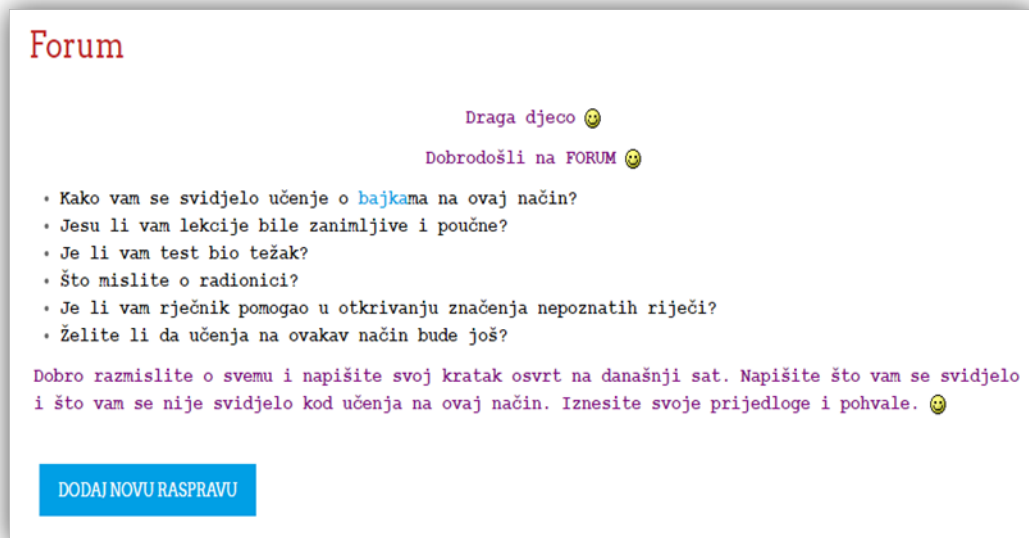 Forum
Draga djeco
Dobrodošli na FORUM
Kako vam se svidjelo učenje o bajkama na ovaj način?
Jesu li vam lekcije bile zanimljive i poučne?
Je li vam test bio težak?
Što mislite o radionici?
Je li vam rječnik pomogao u otkrivanju značenja nepoznatih riječi?
Želite li da učenja na ovakav način bude još?
Dobro razmislite o svemu i napišite svoj kratak osvrt na današnji sat. Napišite što vam se svidjelo
i što vam se nije svidjelo kod učenja na ovaj način. Iznesite svoje prijedloge i pohvale.
DODAJ NOVU RASPRAVU